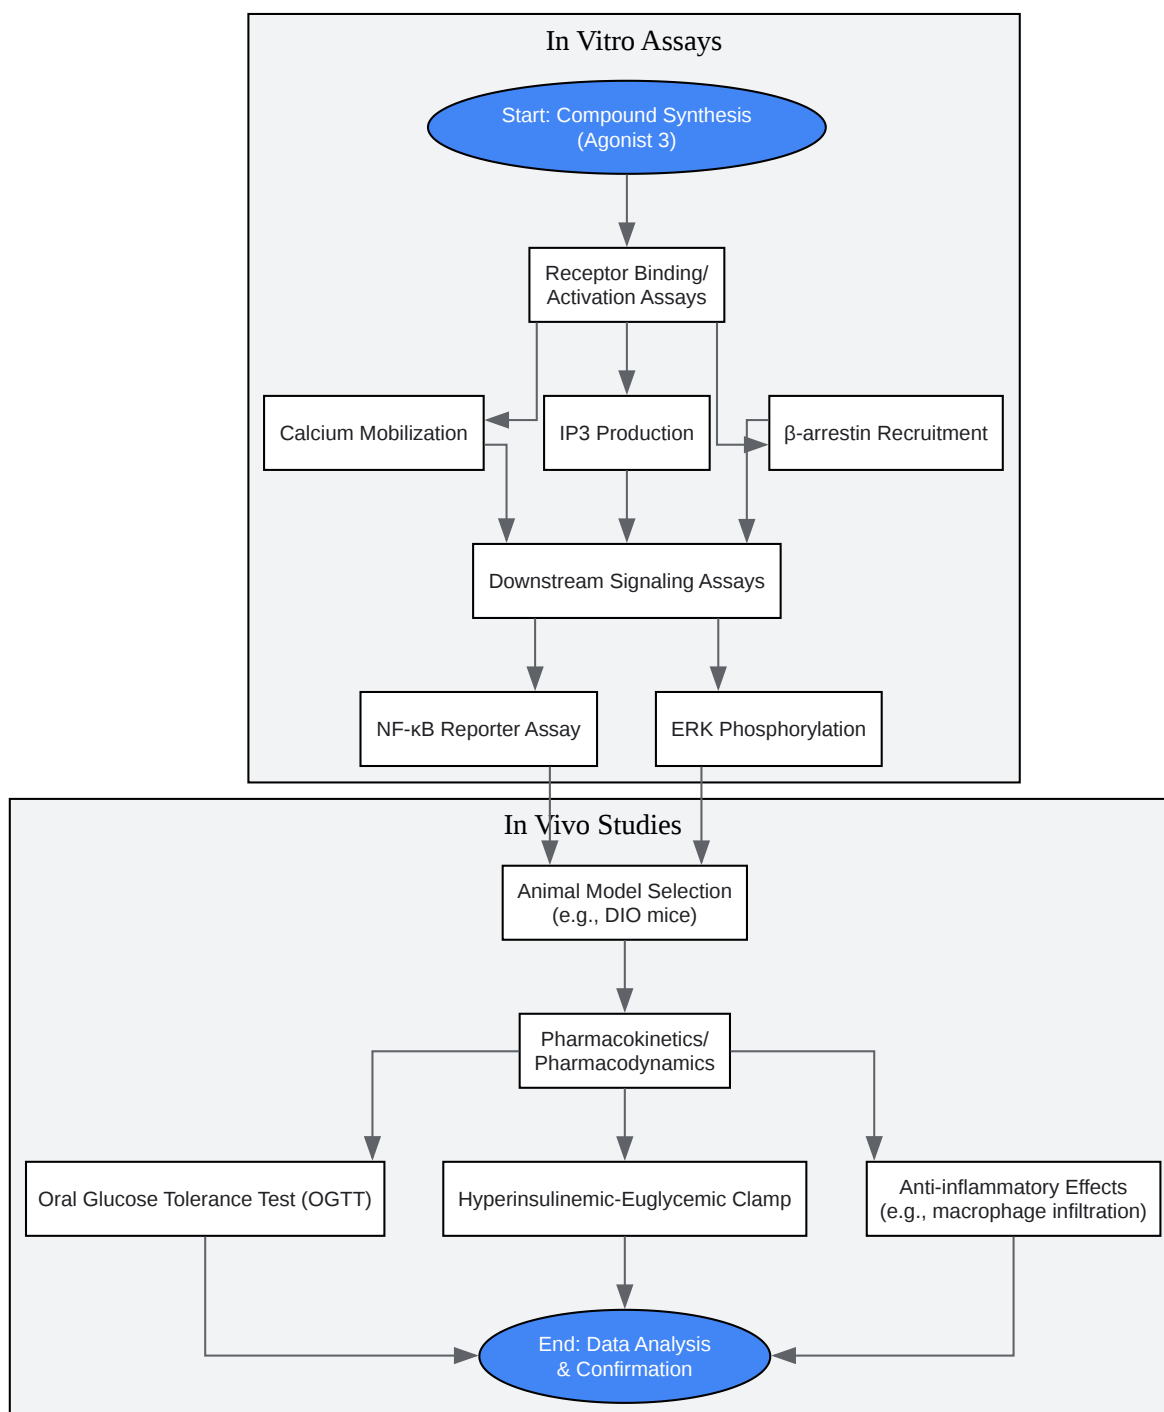 In Vitro Assays
Start: Compound Synthesis
(Agonist 3)
Receptor Binding/
Activation Assays
Calcium Mobilization
IP3 Production
β-arrestin Recruitment
Downstream Signaling Assays
NF-κB Reporter Assay
ERK Phosphorylation
In Vivo Studies
Animal Model Selection
(e.g., DIO mice)
Pharmacokinetics/
Pharmacodynamics
Oral Glucose Tolerance Test (OGTT)
Hyperinsulinemic-Euglycemic Clamp
Anti-inflammatory Effects
(e.g., macrophage infiltration)
End: Data Analysis
& Confirmation